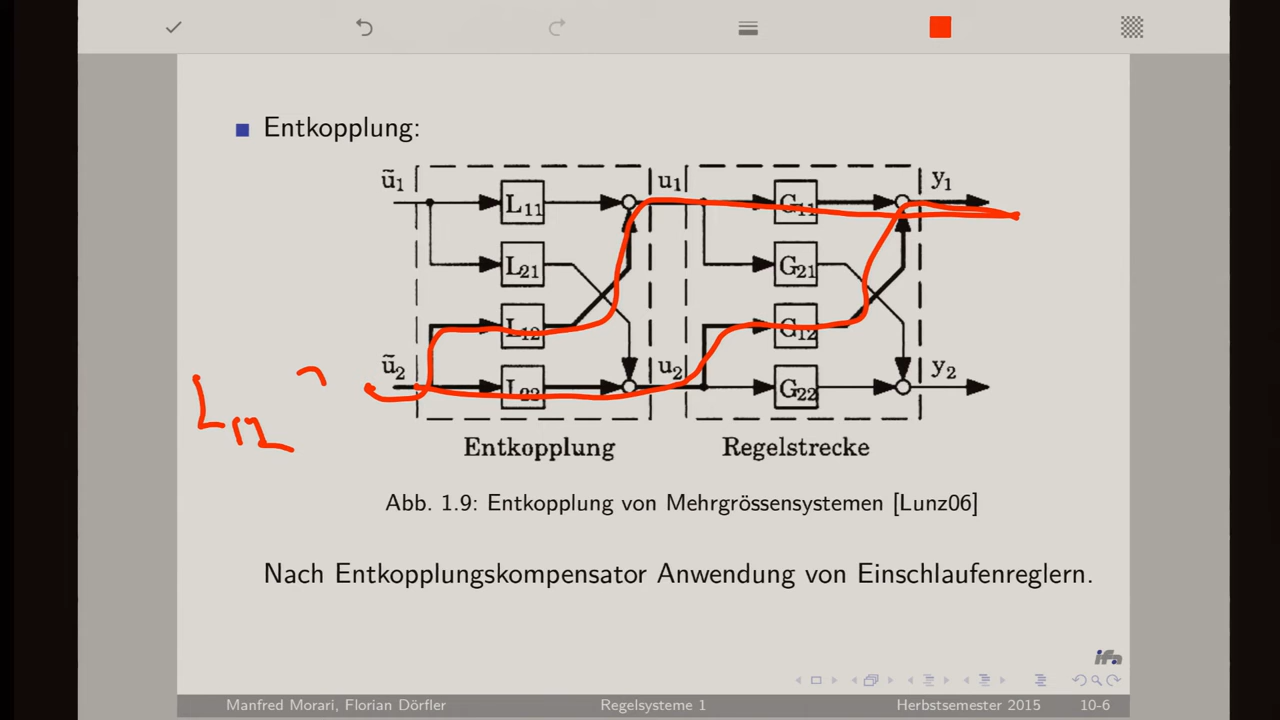 Entkopplung:
ũ1 L11 u1 G11 y1
L21 G21
L12 G12
ũ2 L22 u2 G22 y2
L12
Entkopplung Regelstrecke
Abb. 1.9: Entkopplung von Mehrgrössensystemen [Lunz06]
Nach Entkopplungskompensator Anwendung von Einschlaufenreglern.
ifa
Manfred Morari, Florian Dörfler Regelsysteme 1 Herbstsemester 2015 10-6